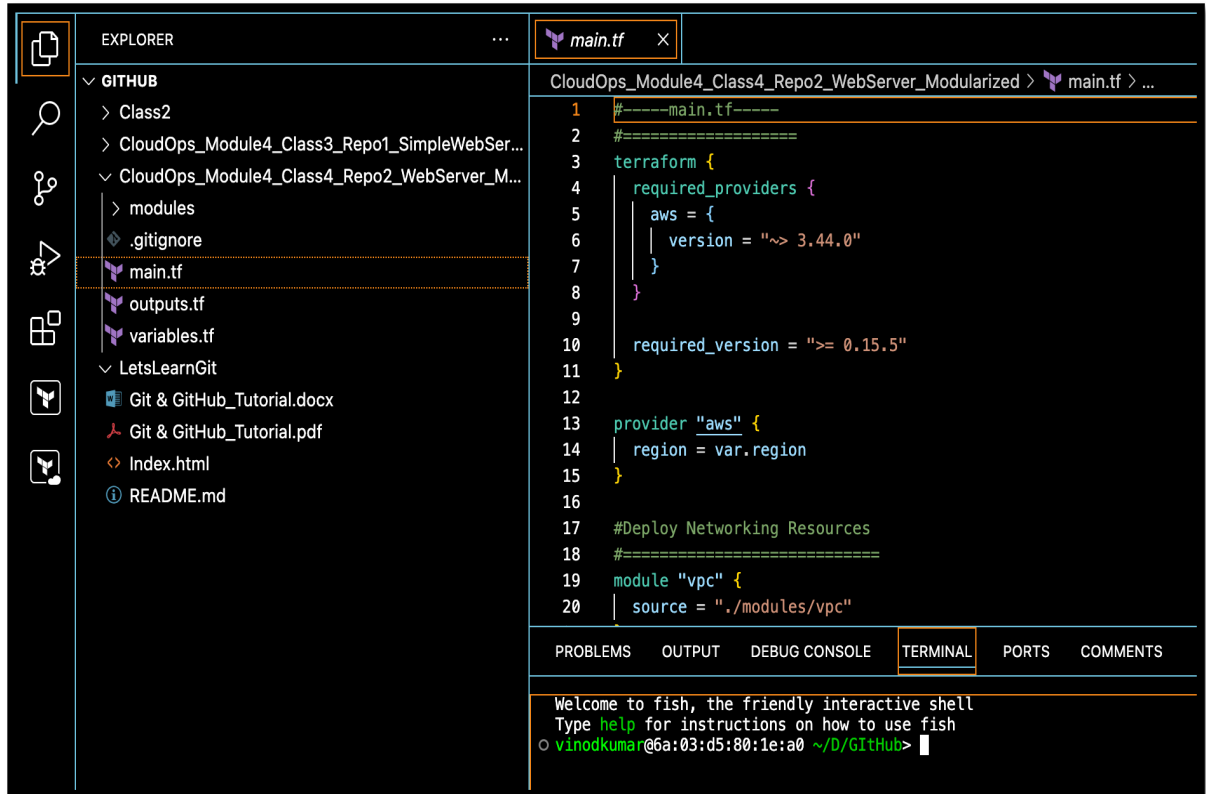 EXPLORER
...
GITHUB
Class2
CloudOps_Module4_Class3_Repo1_SimpleWebSer...
CloudOps_Module4_Class4_Repo2_WebServer_M...
modules
.gitignore
main.tf
outputs.tf
variables.tf
LetsLearnGit
Git & GitHub_Tutorial.docx
Git & GitHub_Tutorial.pdf
<> Index.html
README.md
main.tf ×
CloudOps_Module4_Class4_Repo2_WebServer_Modularized > main.tf > ...
1 #-----main.tf-----
2 #===================
3 terraform {
4 required_providers {
5 aws = {
6 version = "~> 3.44.0"
7 }
8 }
9
10 required_version = ">= 0.15.5"
11 }
12
13 provider "aws" {
14 region = var.region
15 }
16
17 #Deploy Networking Resources
18 #============================
19 module "vpc" {
20 source = "./modules/vpc"
PROBLEMS OUTPUT DEBUG CONSOLE TERMINAL PORTS COMMENTS
Welcome to fish, the friendly interactive shell
Type help for instructions on how to use fish
vinodkumar@6a:03:d5:80:1e:a0 ~/D/GItHub>